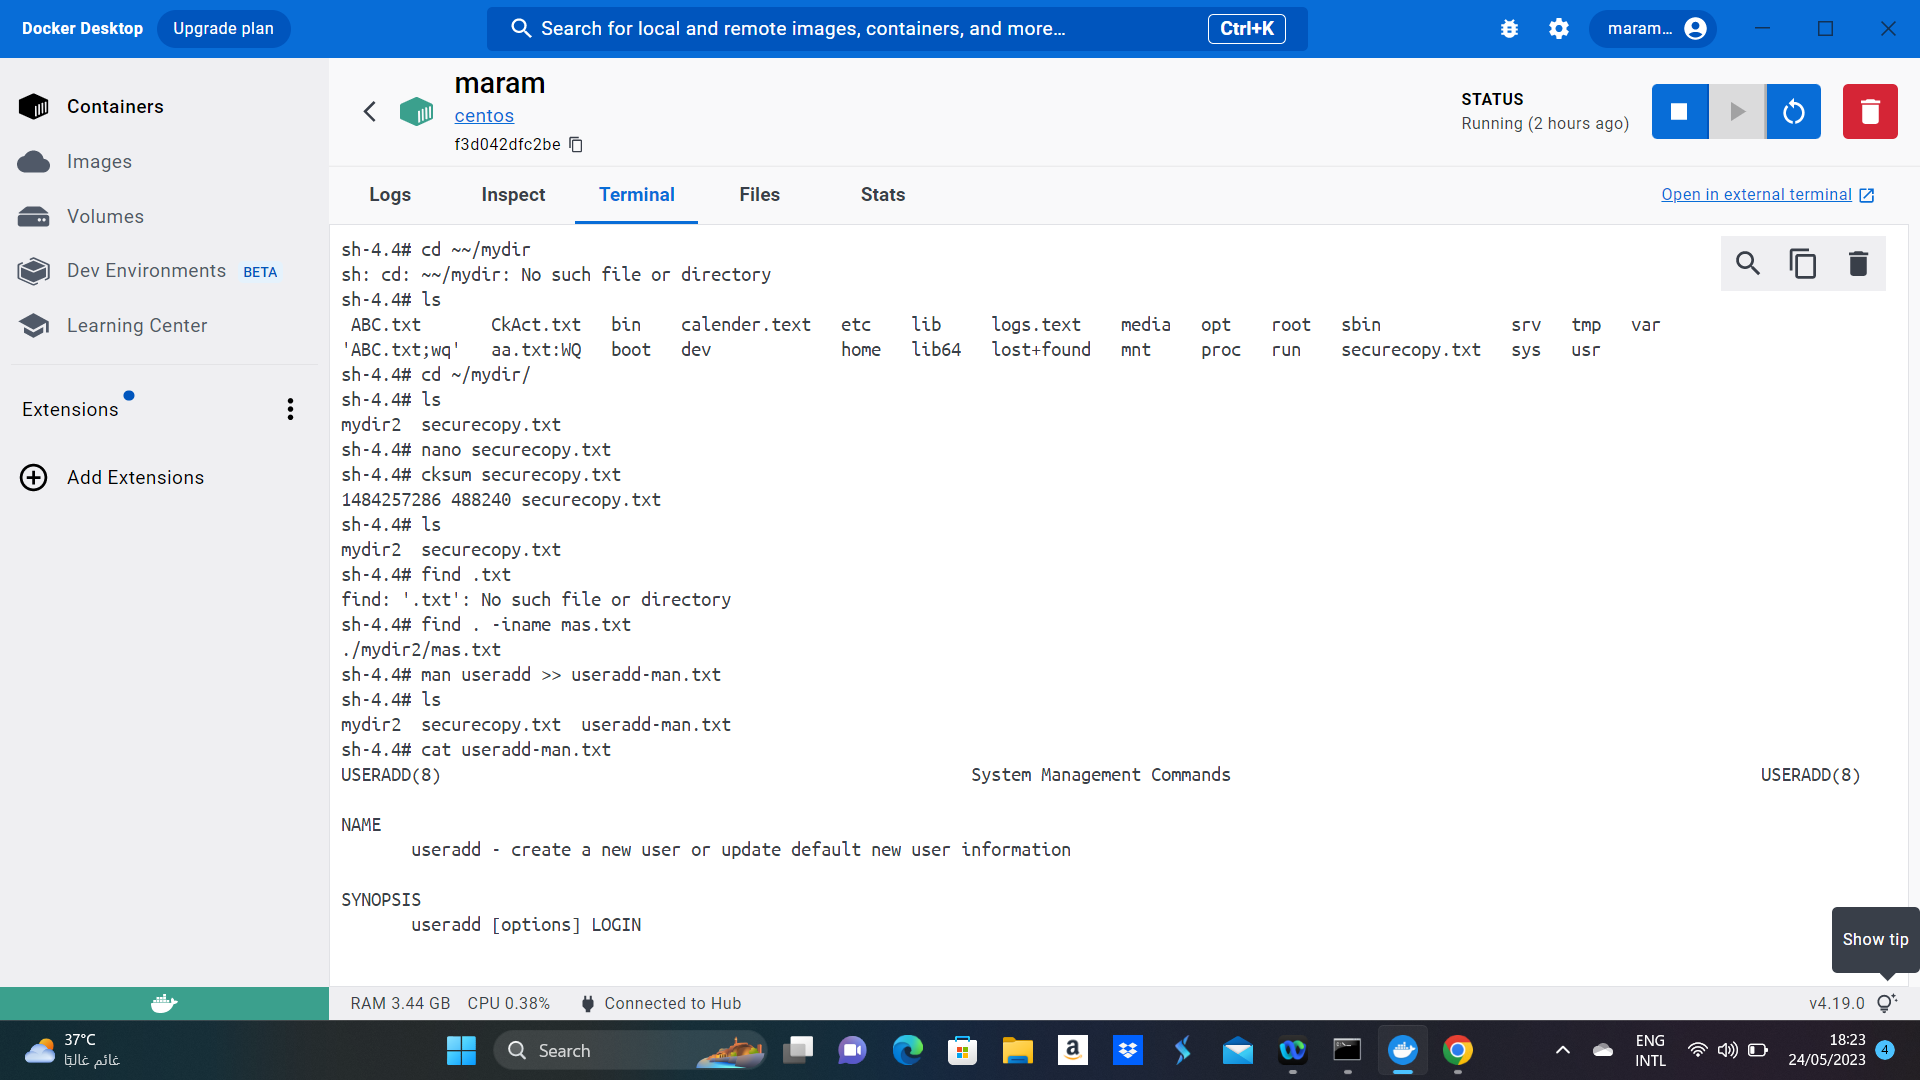 Docker Desktop
Upgrade plan
Search for local and remote images, containers, and more...
Ctrl+K
maram...
Containers
Images
Volumes
Dev Environments BETA
Learning Center
Extensions
Add Extensions
maram
centos
f3d042dfc2be
STATUS
Running (2 hours ago)
Logs Inspect Terminal Files Stats
Open in external terminal
sh-4.4# cd ~~/mydir
sh: cd: ~~/mydir: No such file or directory
sh-4.4# ls
 ABC.txt       CkAct.txt   bin    calender.text   etc    lib     logs.text    media   opt    root   sbin             srv   tmp   var
'ABC.txt;wq'   aa.txt:WQ   boot   dev             home   lib64   lost+found   mnt     proc   run    securecopy.txt   sys   usr
sh-4.4# cd ~/mydir/
sh-4.4# ls
mydir2  securecopy.txt
sh-4.4# nano securecopy.txt
sh-4.4# cksum securecopy.txt
1484257286 488240 securecopy.txt
sh-4.4# ls
mydir2  securecopy.txt
sh-4.4# find .txt
find: '.txt': No such file or directory
sh-4.4# find . -iname mas.txt
./mydir2/mas.txt
sh-4.4# man useradd >> useradd-man.txt
sh-4.4# ls
mydir2  securecopy.txt  useradd-man.txt
sh-4.4# cat useradd-man.txt
USERADD(8)                                                     System Management Commands                                                     USERADD(8)
NAME
       useradd - create a new user or update default new user information
SYNOPSIS
       useradd [options] LOGIN
Show tip
RAM 3.44 GB CPU 0.38% Connected to Hub
v4.19.0
37°C
غائم غالبًا
Search
a
ENG
INTL
18:23
24/05/2023
4